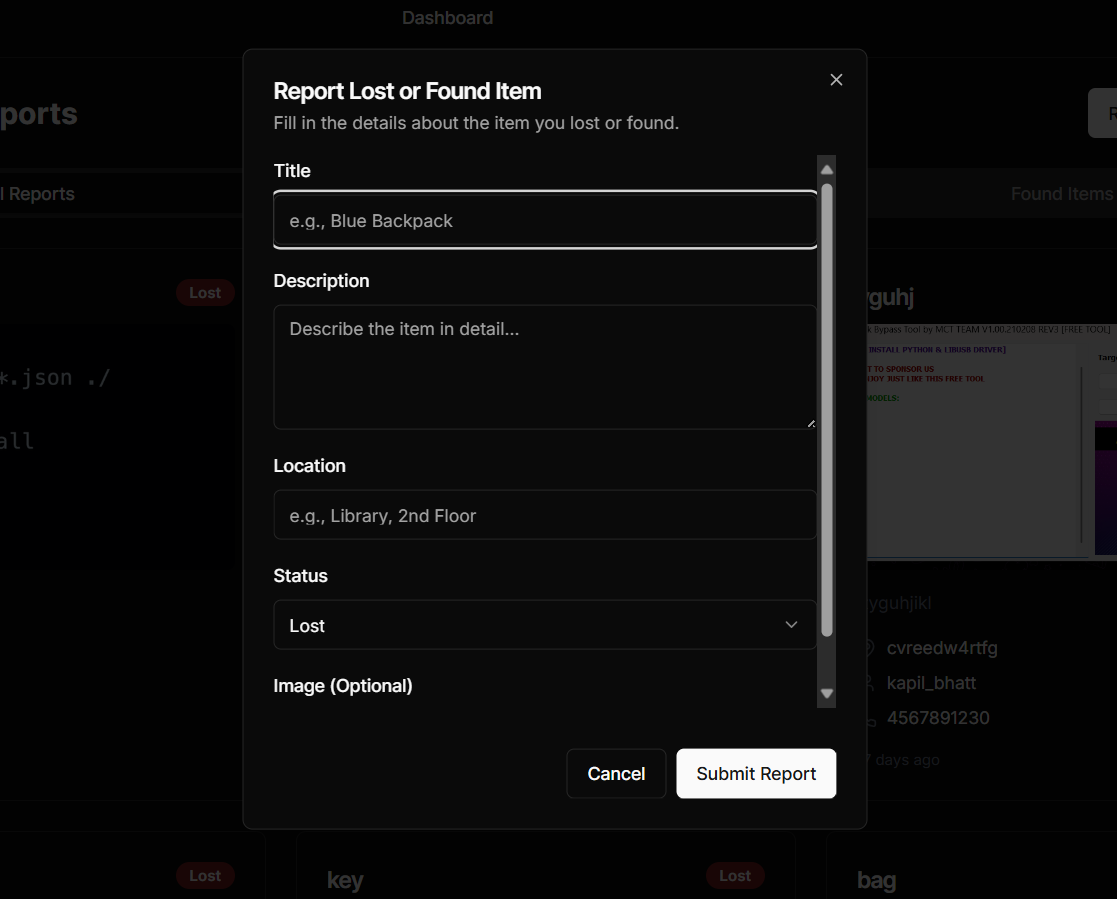 Dashboard
ports
Report Lost or Found Item
Fill in the details about the item you lost or found.
l Reports
Found Items
Title
e.g., Blue Backpack
Description
Describe the item in detail...
Location
e.g., Library, 2nd Floor
Status
Lost
Image (Optional)
Cancel
Submit Report
Lost
*.json ./
all
yguhj
k Bypass Tool by MCT TEAM V1.00.210208 REV.3 [FREE TOOL]
INSTALL PYTHON & LIBUSB DRIVER]
T TO SPONSOR US
JOY JUST LIKE THIS FREE TOOL
MODELS:
Targ
yguhjikl
cvreedw4rtfg
kapil_bhatt
4567891230
7 days ago
Lost
key
Lost
bag